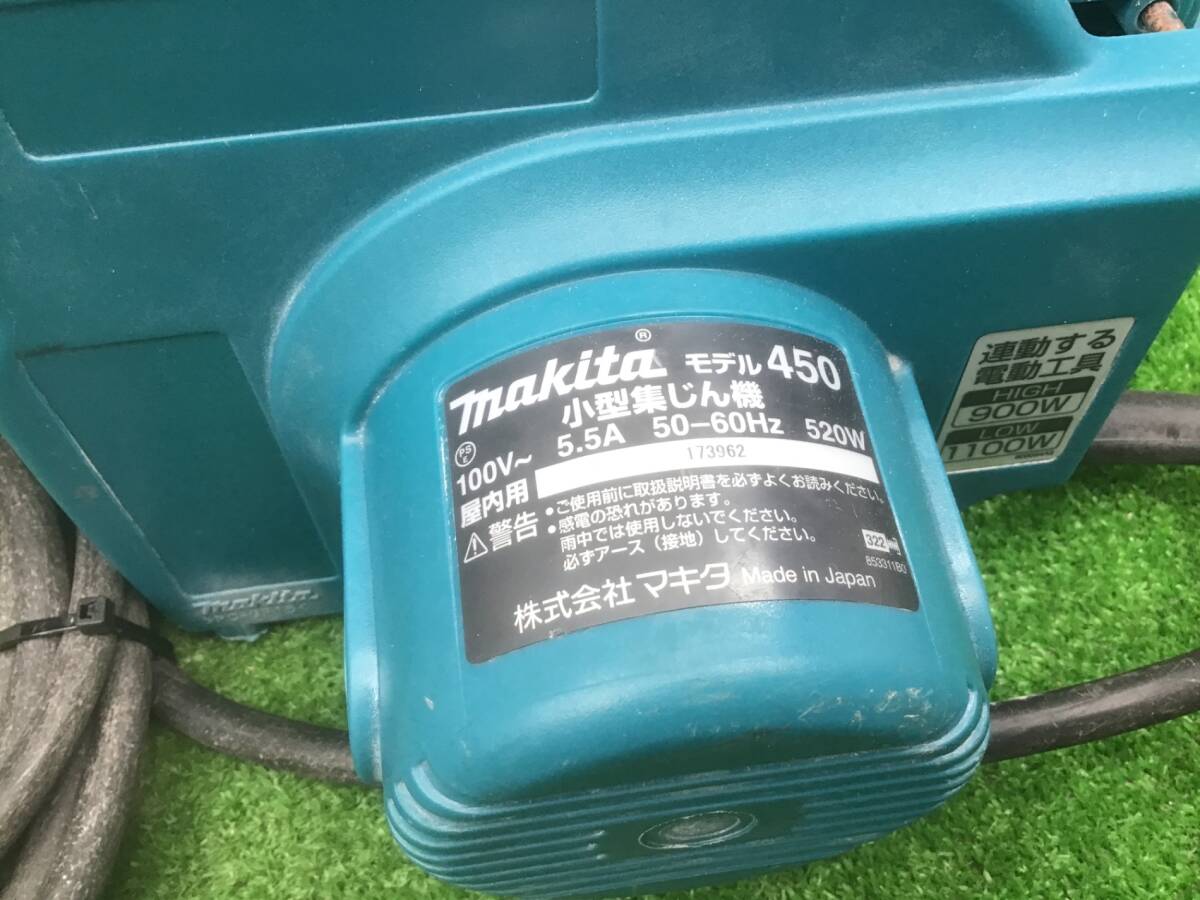 makita® モデル 450
小型集じん機
PS
E
100V~ 5.5A 50-60Hz 520W
屋内用 173962
警告 •ご使用前に取扱説明書を必ずよくお読みください。
•感電の恐れがあります。
雨中では使用しないでください。
必ずアース（接地）してください。
322
853311B0
株式会社マキタ Made in Japan
連動する
電動工具
HIGH
900W
LOW
1100W
makita